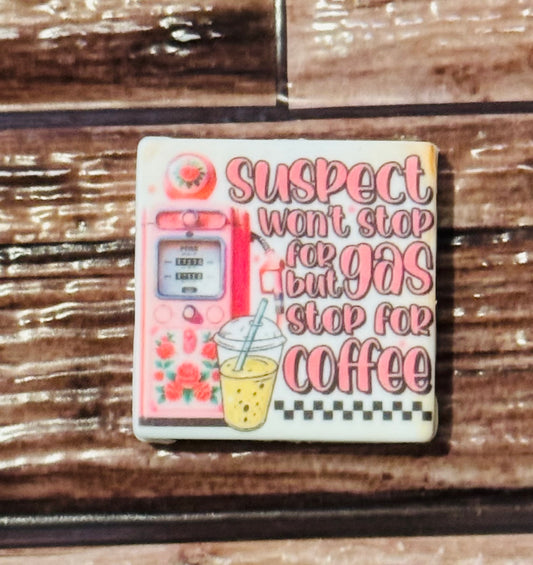 suspect
won't stop
for gas
but
stop for
coffee